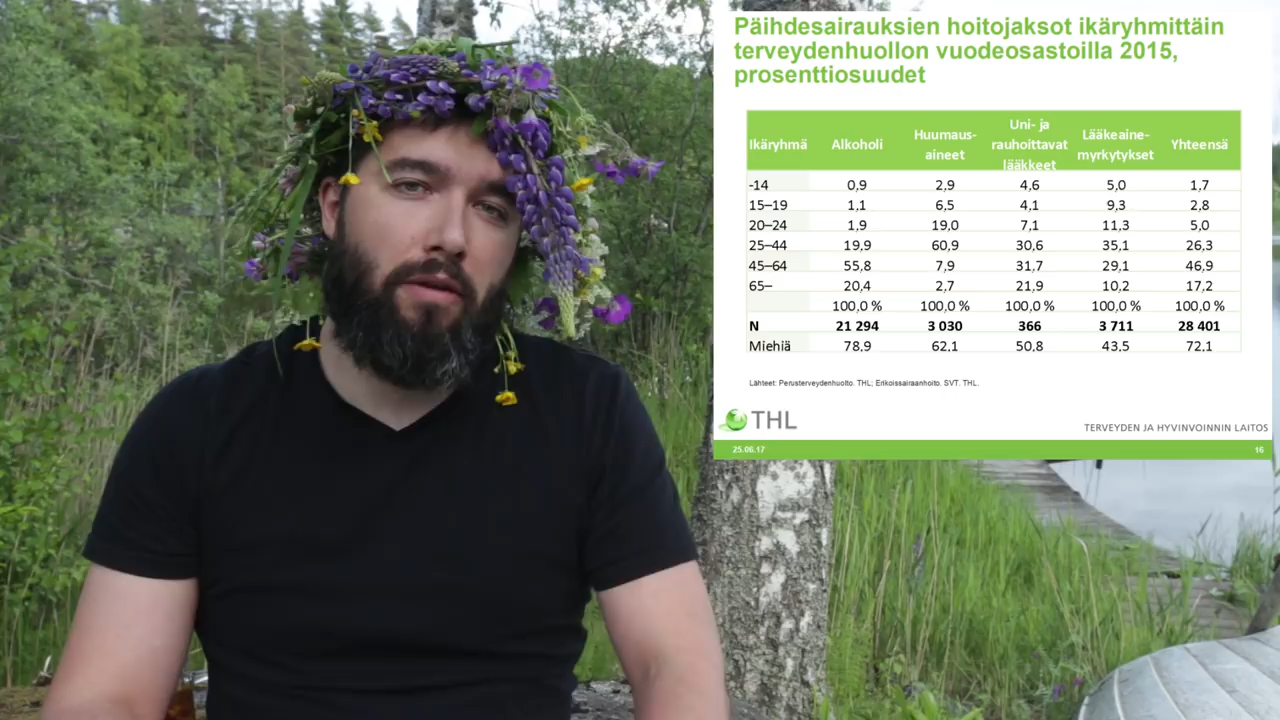 Päihdesairauksien hoitojaksot ikäryhmittäin
terveydenhuollon vuodeosastoilla 2015,
prosenttiosuudet
Ikäryhmä Alkoholi Huumaus-aineet Uni- ja rauhoittavat lääkkeet Lääkeaine-myrkytykset Yhteensä
-14 0,9 2,9 4,6 5,0 1,7
15–19 1,1 6,5 4,1 9,3 2,8
20–24 1,9 19,0 7,1 11,3 5,0
25–44 19,9 60,9 30,6 35,1 26,3
45–64 55,8 7,9 31,7 29,1 46,9
65– 20,4 2,7 21,9 10,2 17,2
100,0 % 100,0 % 100,0 % 100,0 % 100,0 %
N 21 294 3 030 366 3 711 28 401
Miehiä 78,9 62,1 50,8 43,5 72,1
Lähteet: Perusterveydenhuolto. THL; Erikoissairaanhoito. SVT. THL.
THL
TERVEYDEN JA HYVINVOINNIN LAITOS
25.06.17 16